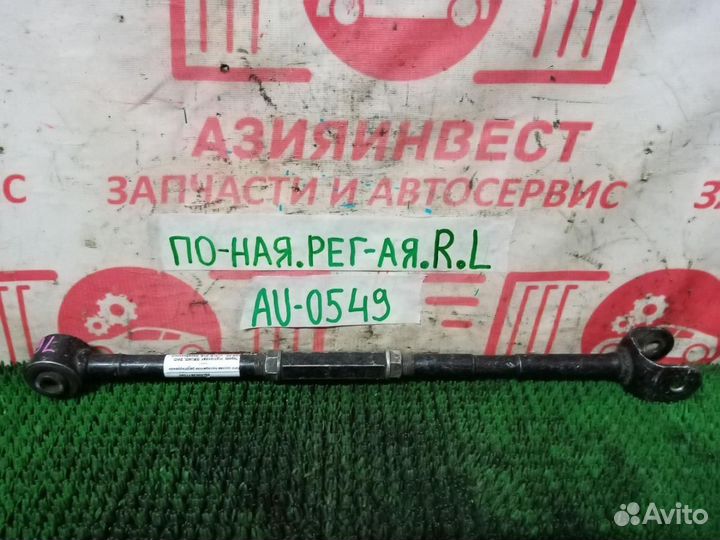 АЗИЯИНВЕСТ
ЗАПЧАСТИ И АВТОСЕРВИС
ПО-НАЯ.РЕГ-АЯ.R.L
AU-0549
L
Avito